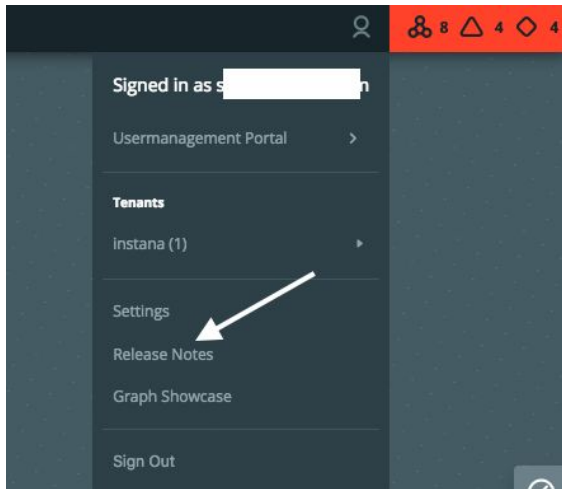 8 4 4
Signed in as s n
Usermanagement Portal
Tenants
instana (1)
Settings
Release Notes
Graph Showcase
Sign Out